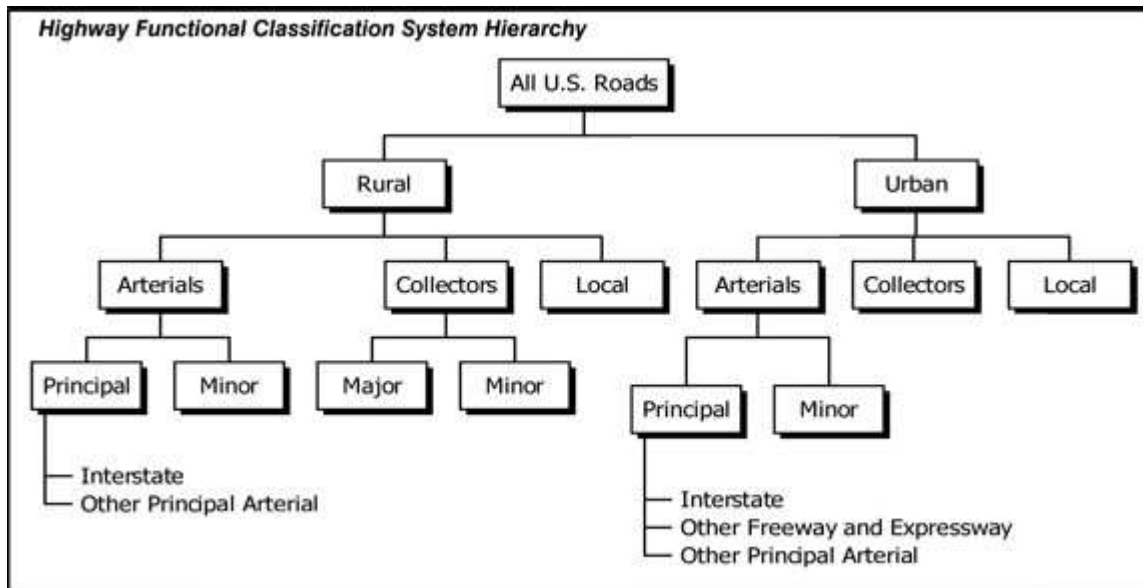 Highway Functional Classification System Hierarchy
All U.S. Roads
Rural
Urban
Arterials
Collectors
Local
Arterials
Collectors
Local
Principal
Minor
Major
Minor
Principal
Minor
Interstate
Other Principal Arterial
Interstate
Other Freeway and Expressway
Other Principal Arterial